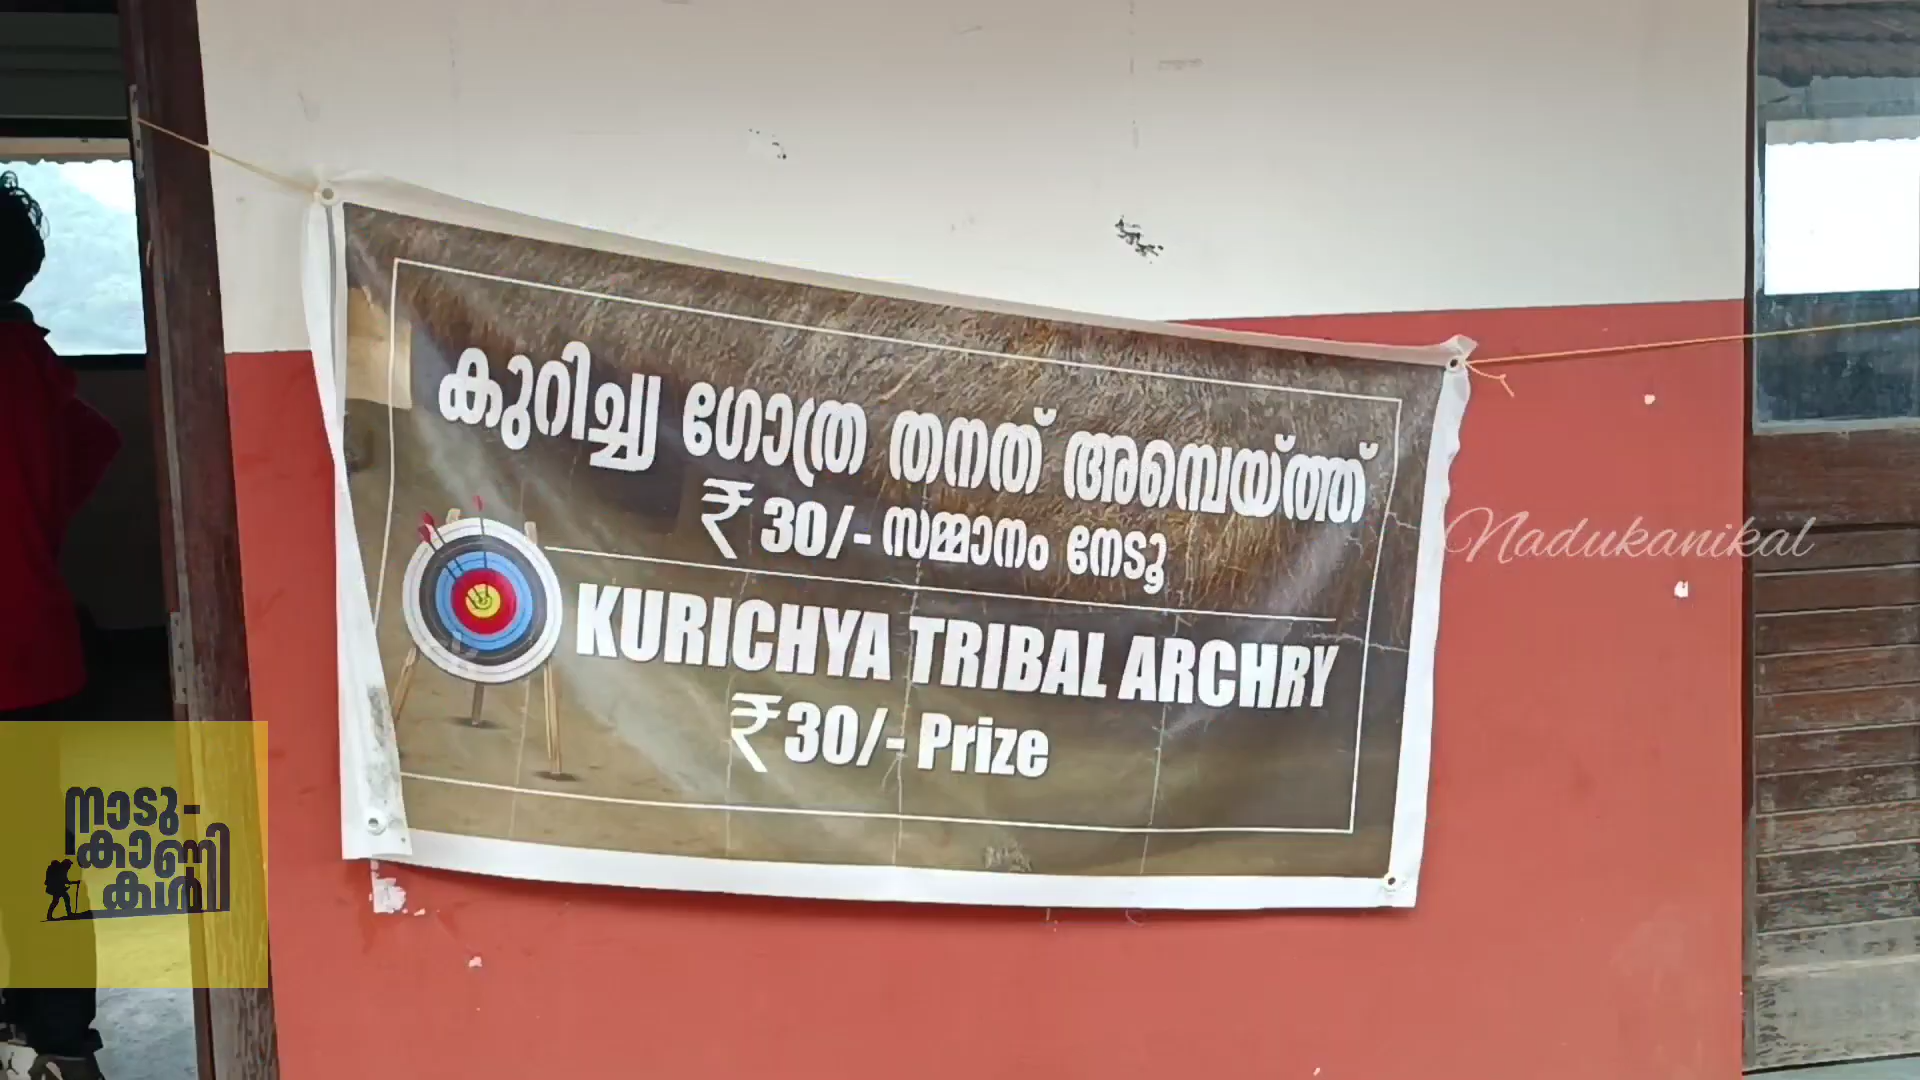 കുറിച്ച്യ ഗോത്ര തനത് അമ്പെയ്ത്ത്
₹ 30/- സമ്മാനം നേടൂ
KURICHYA TRIBAL ARCHRY
₹ 30/- Prize
Nadukanikal
നാടു-
കാണി
കൾ